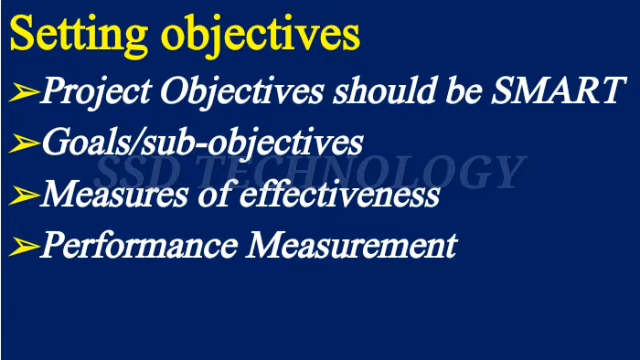 Setting objectives
➢Project Objectives should be SMART
➢Goals/sub-objectives
SSD TECHNOLOGY
➢Measures of effectiveness
➢Performance Measurement